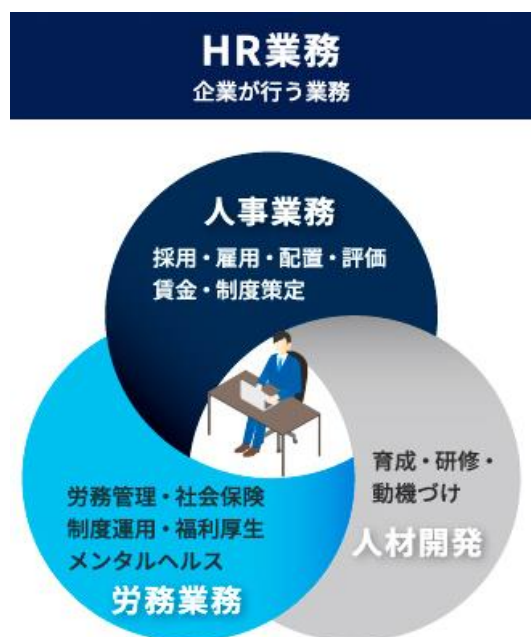 HR業務
企業が行う業務
人事業務
採用・雇用・配置・評価
賃金・制度策定
労務管理・社会保険
制度運用・福利厚生
メンタルヘルス
労務業務
育成・研修・
動機づけ
人材開発